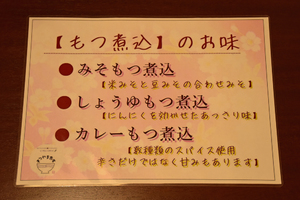 【もつ煮込】のお味
●みそもつ煮込
【米みそと豆みその合わせみそ】
●しょうゆもつ煮込
【にんにくを効かせたあっさり味】
●カレーもつ煮込
【数種類のスパイス使用
辛さだけではなく甘みもあります】